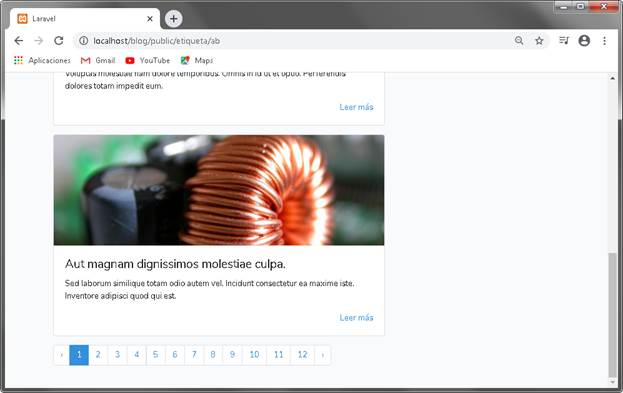 Laravel
localhost/blog/public/etiqueta/ab
Aplicaciones Gmail YouTube Maps
Voluptas molestiae nam dolore temporibus. Omnis in id ut et optio. Perferendis
dolores totam impedit eum.
Leer más
Aut magnam dignissimos molestiae culpa.
Sed laborum similique totam odio autem vel. Incidunt consectetur ea maxime iste.
Inventore adipisci quod qui est.
Leer más
‹ 1 2 3 4 5 6 7 8 9 10 11 12 ›